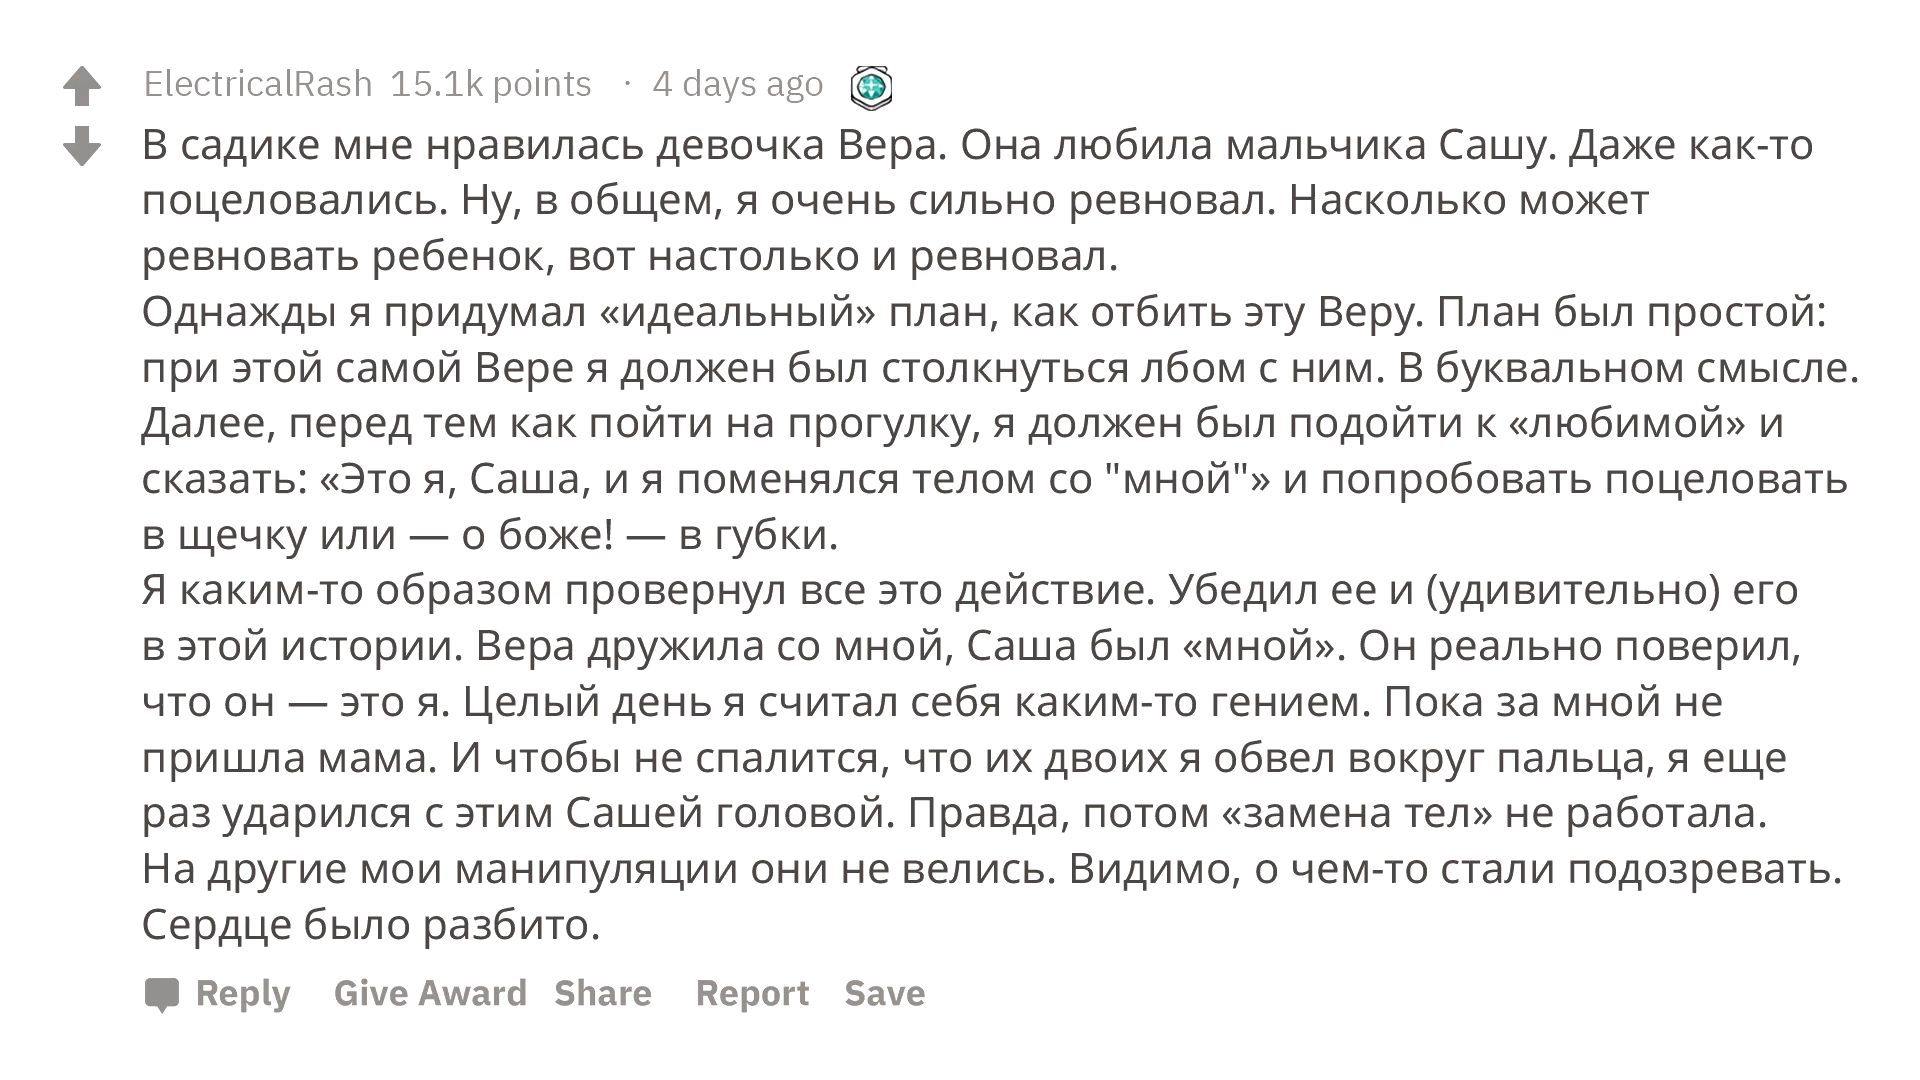 ElectricalRash 15.1k points · 4 days ago
В садике мне нравилась девочка Вера. Она любила мальчика Сашу. Даже как-то
поцеловались. Ну, в общем, я очень сильно ревновал. Насколько может
ревновать ребенок, вот настолько и ревновал.
Однажды я придумал «идеальный» план, как отбить эту Веру. План был простой:
при этой самой Вере я должен был столкнуться лбом с ним. В буквальном смысле.
Далее, перед тем как пойти на прогулку, я должен был подойти к «любимой» и
сказать: «Это я, Саша, и я поменялся телом со "мной"» и попробовать поцеловать
в щечку или — о боже! — в губки.
Я каким-то образом провернул все это действие. Убедил ее и (удивительно) его
в этой истории. Вера дружила со мной, Саша был «мной». Он реально поверил,
что он — это я. Целый день я считал себя каким-то гением. Пока за мной не
пришла мама. И чтобы не спалится, что их двоих я обвел вокруг пальца, я еще
раз ударился с этим Сашей головой. Правда, потом «замена тел» не работала.
На другие мои манипуляции они не велись. Видимо, о чем-то стали подозревать.
Сердце было разбито.
Reply Give Award Share Report Save